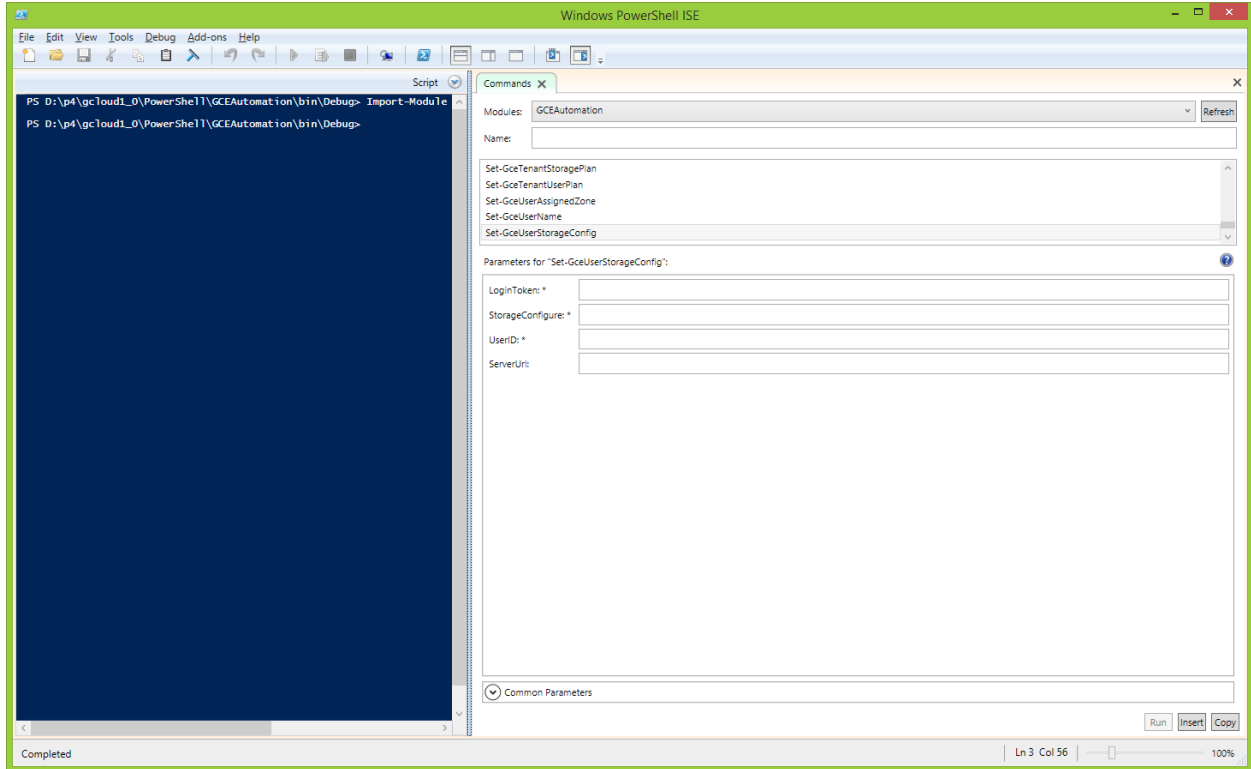 Windows PowerShell ISE
File Edit View Tools Debug Add-ons Help
Script
PS D:\p4\gcloud1_0\PowerShell\GCEAutomation\bin\Debug> Import-Module
PS D:\p4\gcloud1_0\PowerShell\GCEAutomation\bin\Debug>
Commands
Modules: GCEAutomation Refresh
Name:
Set-GceTenantStoragePlan
Set-GceTenantUserPlan
Set-GceUserAssignedZone
Set-GceUserName
Set-GceUserStorageConfig
Parameters for "Set-GceUserStorageConfig":
LoginToken: *
StorageConfigure: *
UserID: *
ServerUrl:
Common Parameters
Run Insert Copy
Completed Ln 3 Col 56 100%